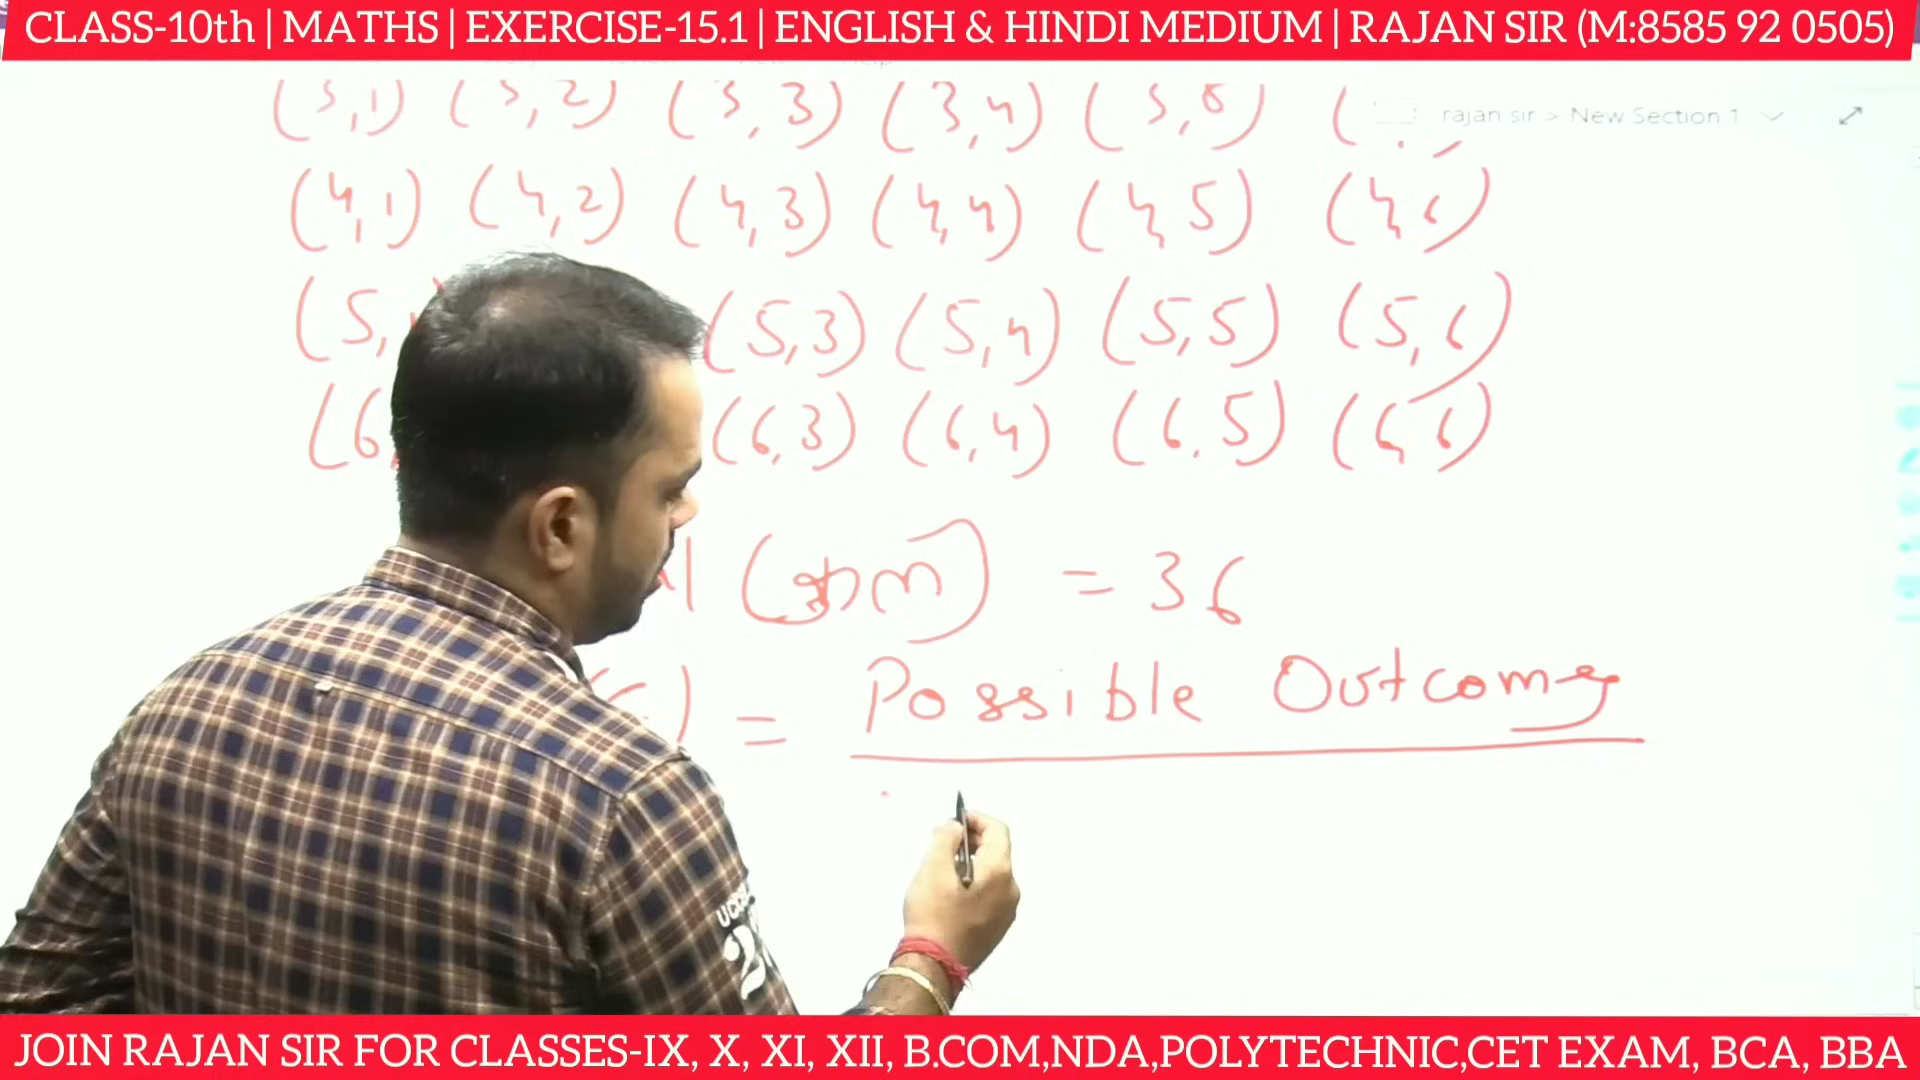 CLASS-10th | MATHS | EXERCISE-15.1 | ENGLISH & HINDI MEDIUM | RAJAN SIR (M:8585 92 0505)
rajan sir > New Section 1
(3,1) (3,2) (3,3) (3,4) (3,5) (
(4,1) (4,2) (4,3) (4,4) (4,5) (4,6)
(5, (5,3) (5,4) (5,5) (5,6)
(6, (6,3) (6,4) (6,5) (6,6)
= 36
) = Possible Outcomes
JOIN RAJAN SIR FOR CLASSES-IX, X, XI, XII, B.COM,NDA,POLYTECHNIC,CET EXAM, BCA, BBA